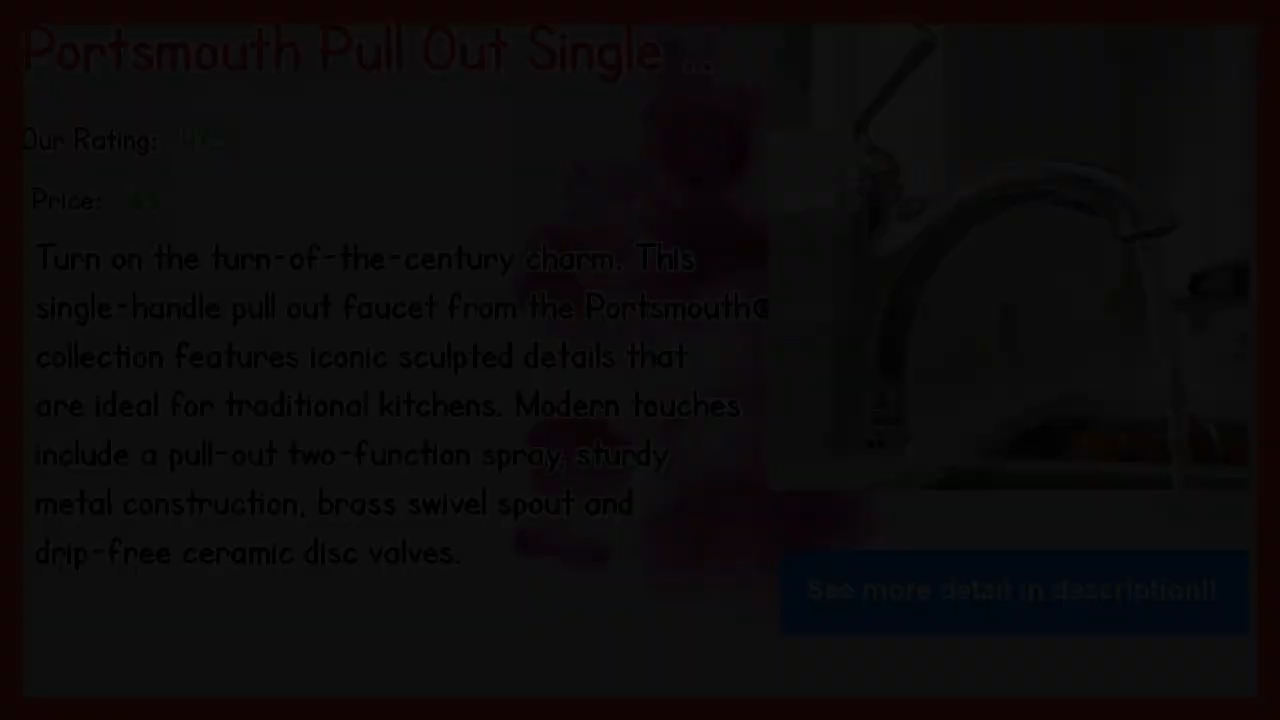 Portsmouth Pull Out Single ...
Our Rating:
Price:
Turn on the turn-of-the-century charm. This
single-handle pull out faucet from the Portsmouth®
collection features iconic sculpted details that
are ideal for traditional kitchens. Modern touches
include a pull-out two-function spray, sturdy
metal construction, brass swivel spout and
drip-free ceramic disc valves.
See more detail in description!!